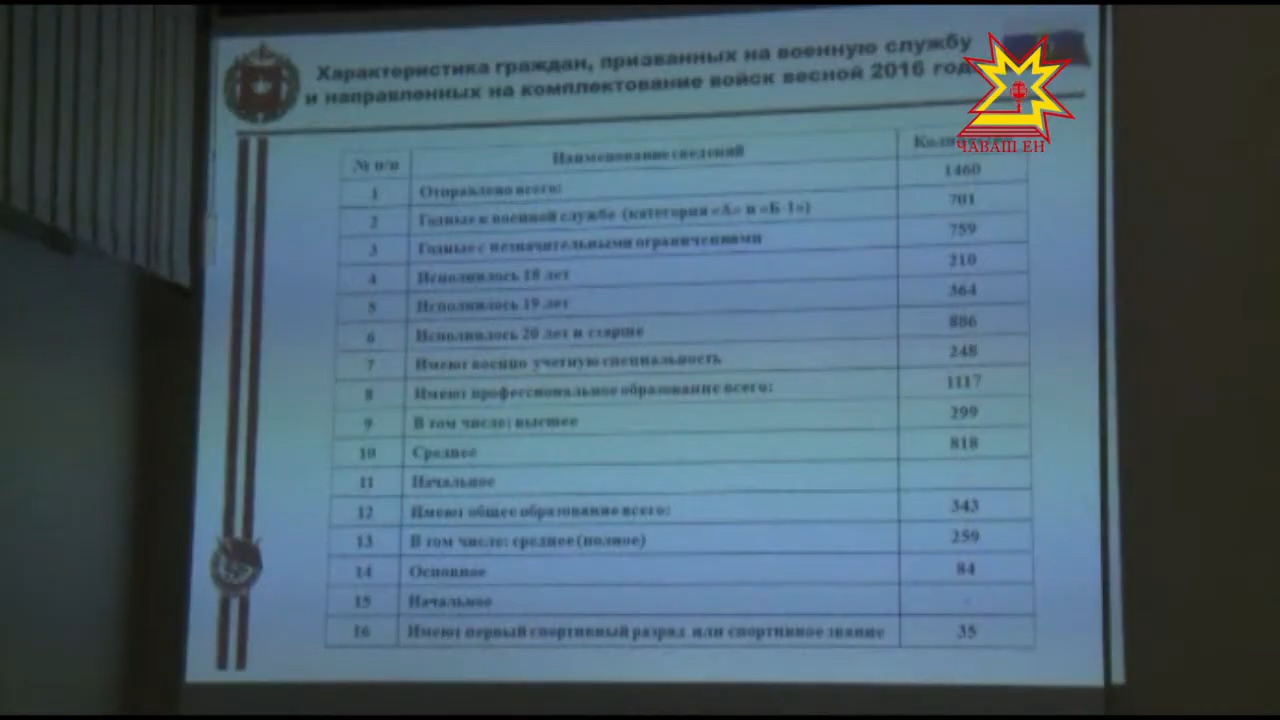 Характеристика граждан, призванных на военную службу
и направленных на комплектование войск весной 2016 год
ЧĂВАШ ЕН
№ п/п Наименование сведений
1 Отправлено всего: 1460
2 Годные к военной службе (категория «А» и «Б-1») 701
3 Годные с незначительными ограничениями 759
4 Исполнилось 18 лет 210
5 Исполнилось 19 лет 364
6 Исполнилось 20 лет и старше 886
7 Имеют военно учетную специальность 248
8 Имеют профессиональное образование всего: 1117
9 В том числе: высшее 299
10 Среднее 818
11 Начальное
12 Имеют общее образование всего: 343
13 В том числе: среднее (полное) 259
14 Основное 84
15 Начальное -
16 Имеют первый спортивный разряд или спортивное звание 35